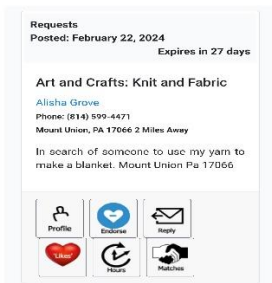 Requests
Posted: February 22, 2024
Expires in 27 days
Art and Crafts: Knit and Fabric
Alisha Grove
Phone: (814) 599-4471
Mount Union, PA 17066 2 Miles Away
In search of someone to use my yarn to
make a blanket. Mount Union Pa 17066
Profile Endorse Reply
"Likes" Hours Matches